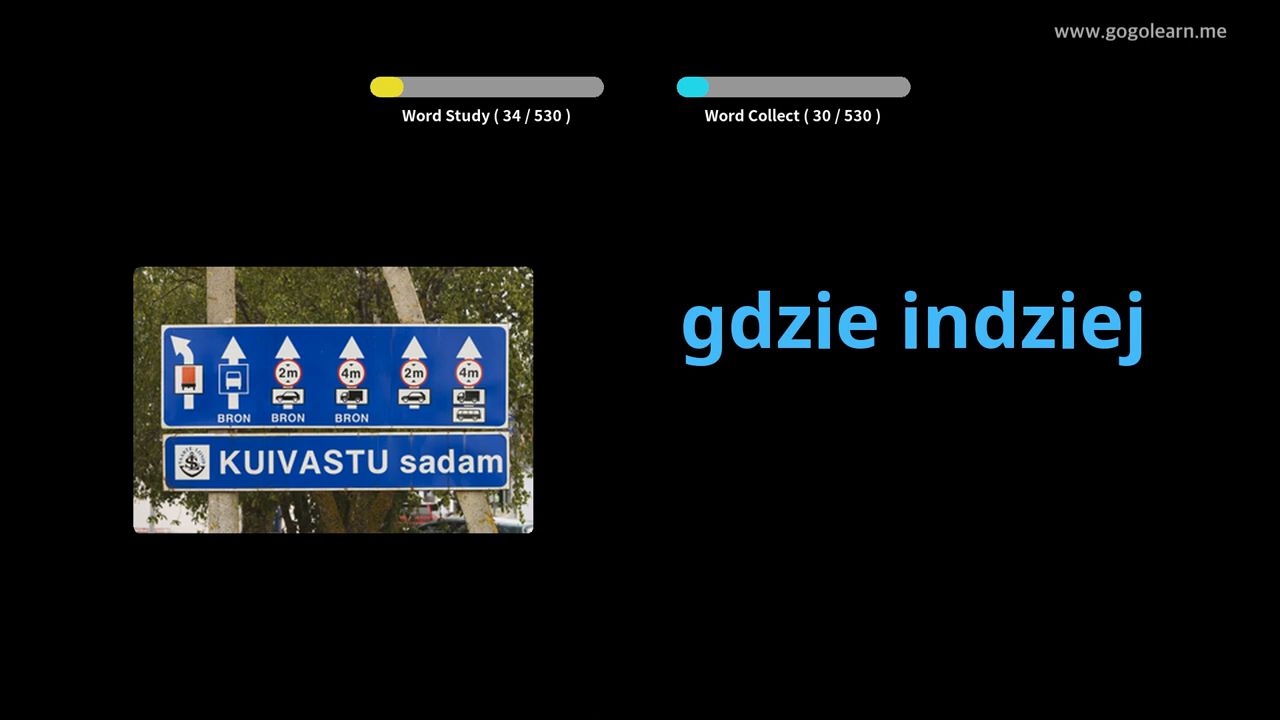 www.gogolearn.me
Word Study ( 34 / 530 )
Word Collect ( 30 / 530 )
gdzie indziej
2m 4m 2m 4m
BRON BRON BRON
KUIVASTU sadam